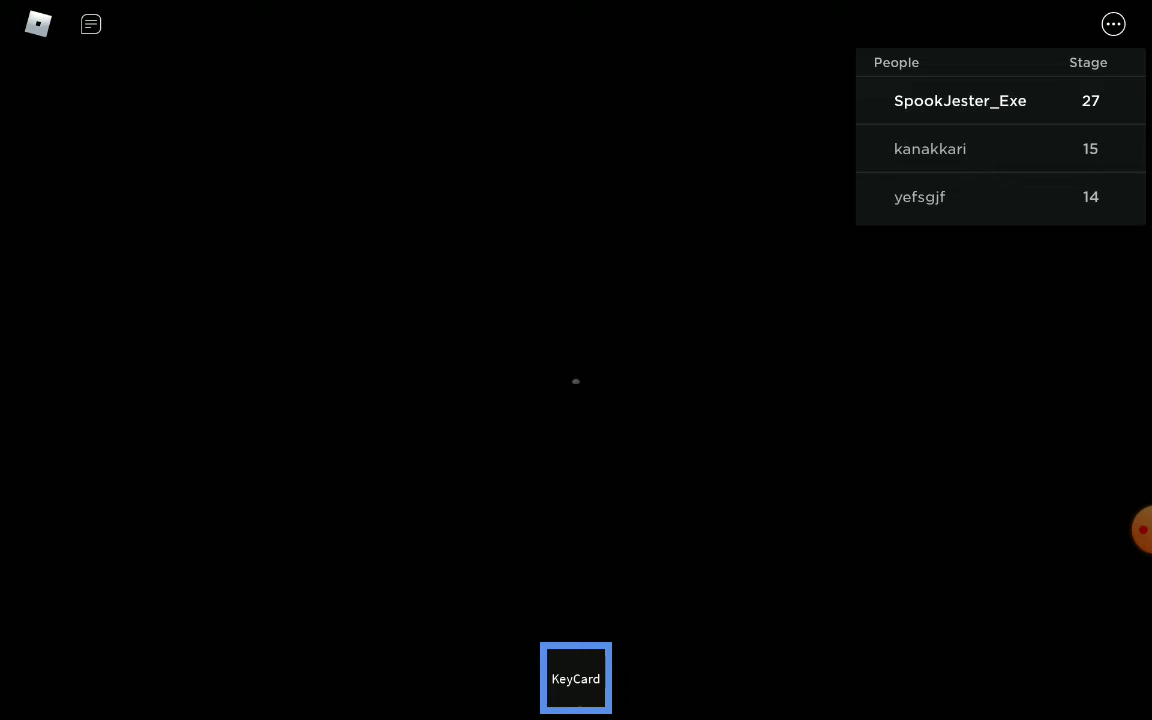 People Stage
SpookJester_Exe 27
kanakkari 15
yefsgjf 14
KeyCard